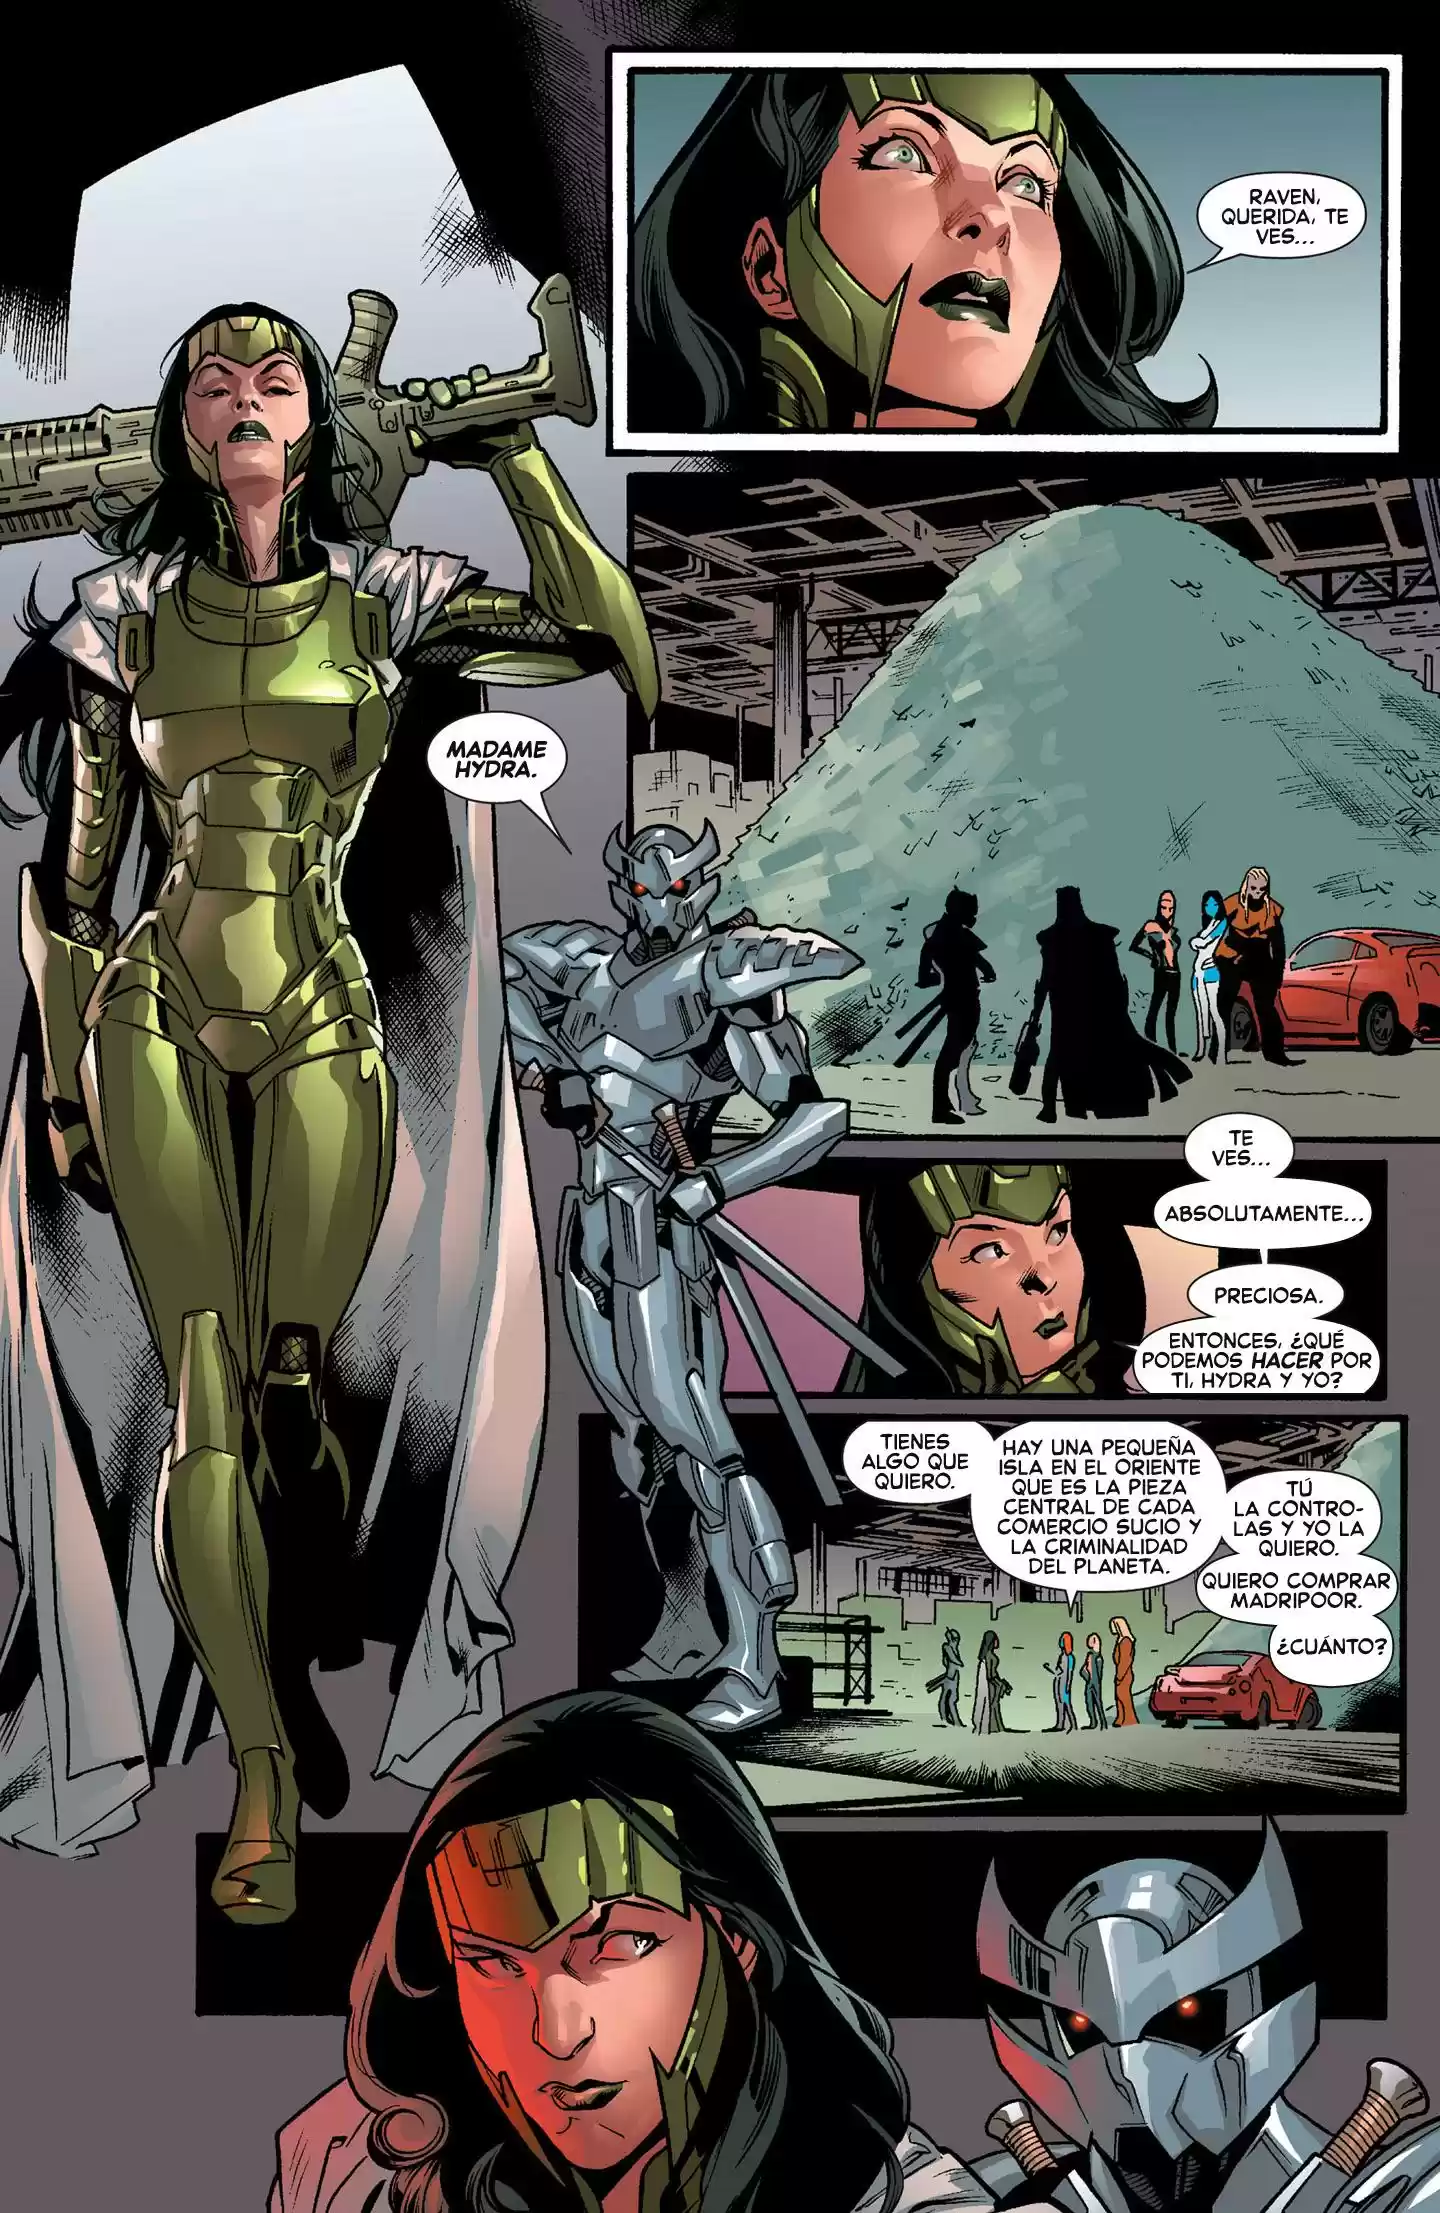 RAVEN,
QUERIDA, TE
VES...
MADAME
HYDRA.
TE
VES...
ABSOLUTAMENTE...
PRECIOSA.
ENTONCES, ¿QUÉ
PODEMOS HACER POR
TI, HYDRA Y YO?
TIENES
ALGO QUE
QUIERO.
HAY UNA PEQUEÑA
ISLA EN EL ORIENTE
QUE ES LA PIEZA
CENTRAL DE CADA
COMERCIO SUCIO Y
LA CRIMINALIDAD
DEL PLANETA.
TÚ
LA CONTRO-
LAS Y YO LA
QUIERO.
QUIERO COMPRAR
MADRIPOOR.
¿CUÁNTO?